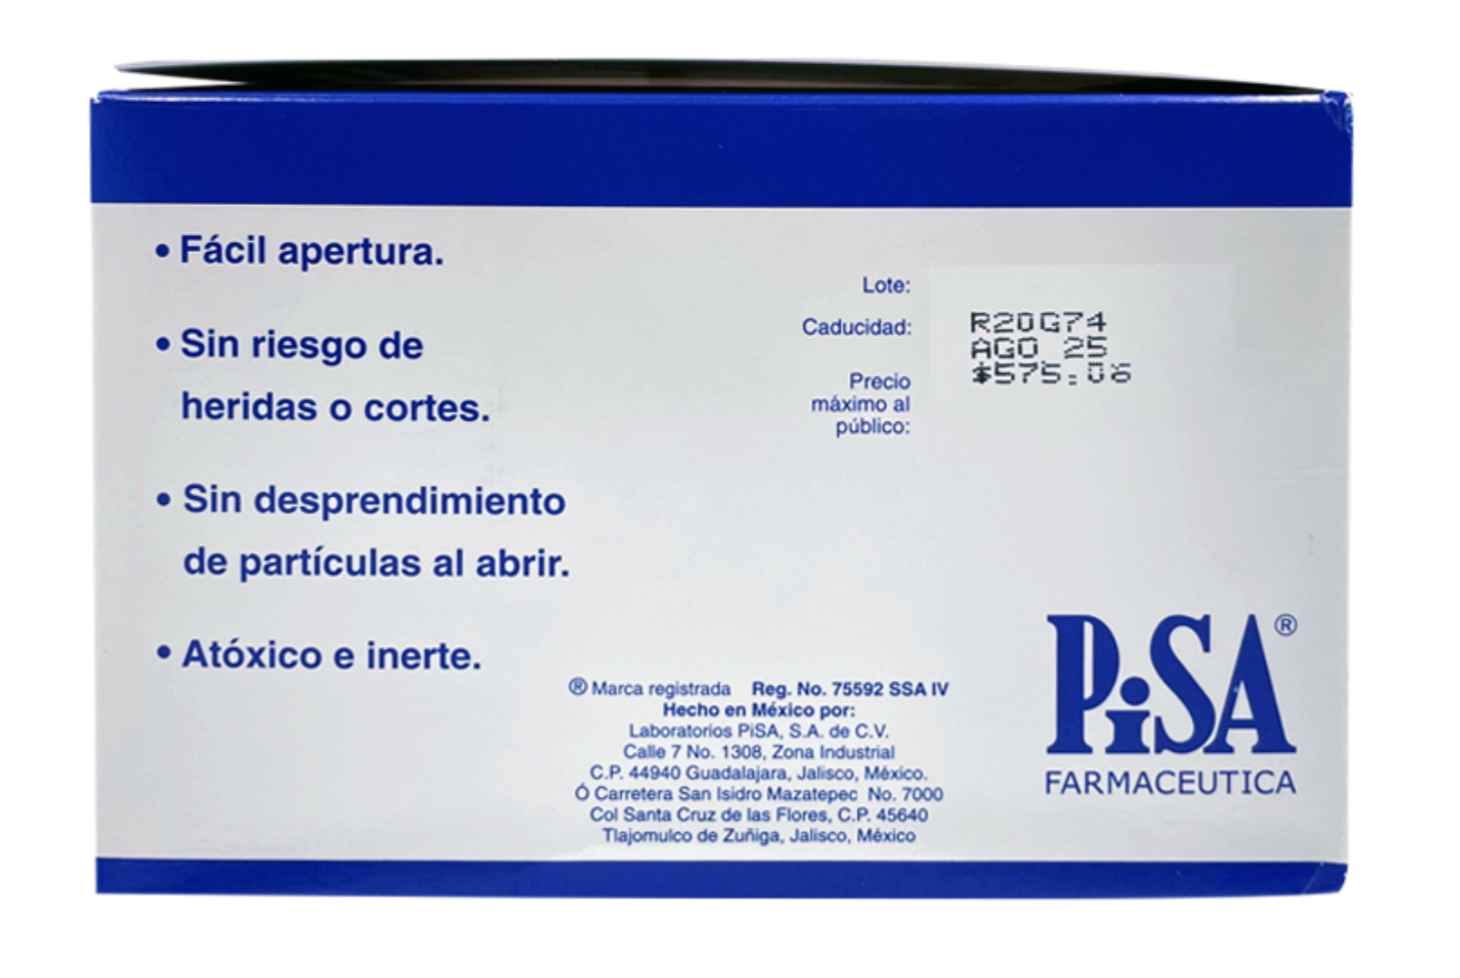 • Fácil apertura.
• Sin riesgo de
heridas o cortes.
• Sin desprendimiento
de partículas al abrir.
• Atóxico e inerte.
Lote:
Caducidad:
Precio
máximo al
público:
R20G74
AGO 25
$575.06
® Marca registrada Reg. No. 75592 SSA IV
Hecho en México por:
Laboratorios PiSA, S.A. de C.V.
Calle 7 No. 1308, Zona Industrial
C.P. 44940 Guadalajara, Jalisco, México.
Ó Carretera San Isidro Mazatepec No. 7000
Col Santa Cruz de las Flores, C.P. 45640
Tlajomulco de Zuñiga, Jalisco, México
PiSA®
FARMACEUTICA